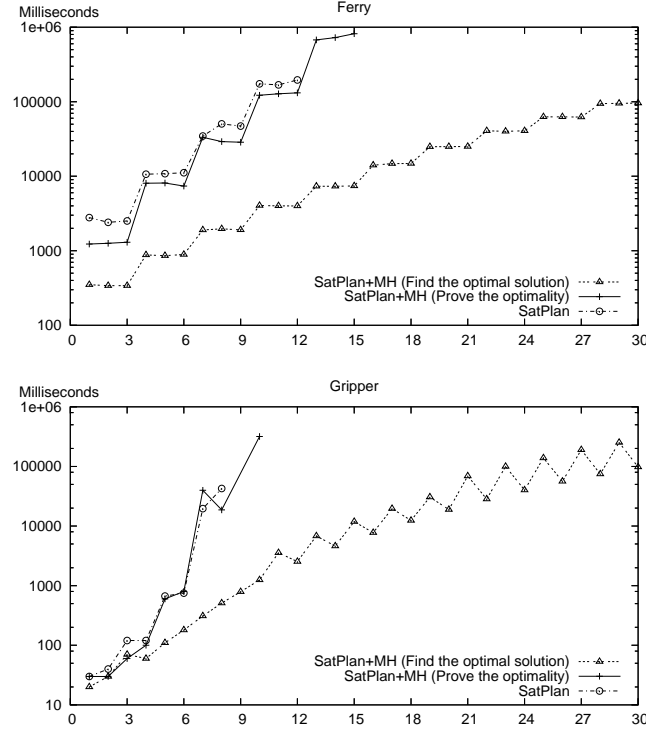 Ferry
Milliseconds
1e+06
100000
10000
1000
100
SatPlan+MH (Find the optimal solution)
SatPlan+MH (Prove the optimality)
SatPlan
0 3 6 9 12 15 18 21 24 27 30
Gripper
Milliseconds
1e+06
100000
10000
1000
100
10
SatPlan+MH (Find the optimal solution)
SatPlan+MH (Prove the optimality)
SatPlan
0 3 6 9 12 15 18 21 24 27 30